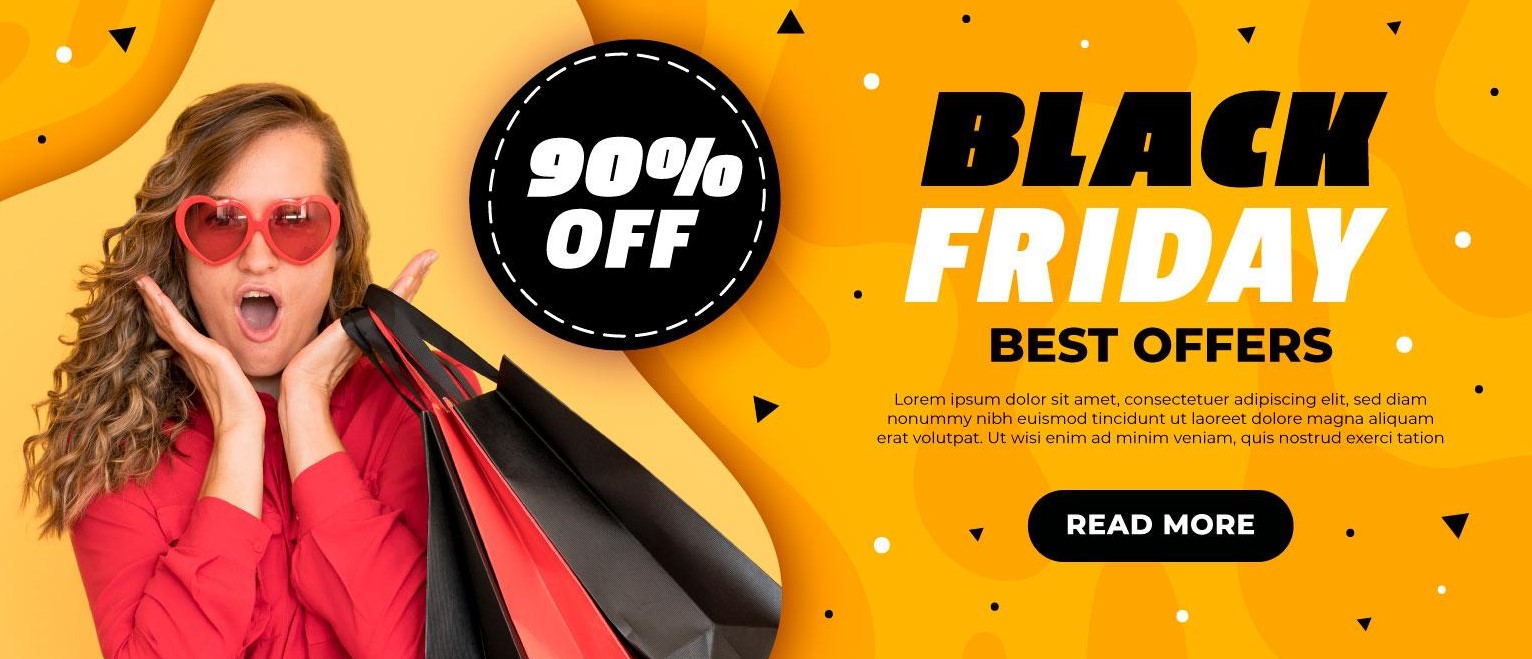 90%
OFF
BLACK
FRIDAY
BEST OFFERS
Lorem ipsum dolor sit amet, consectetuer adipiscing elit, sed diam
nonummy nibh euismod tincidunt ut laoreet dolore magna aliquam
erat volutpat. Ut wisi enim ad minim veniam, quis nostrud exerci tation
READ MORE